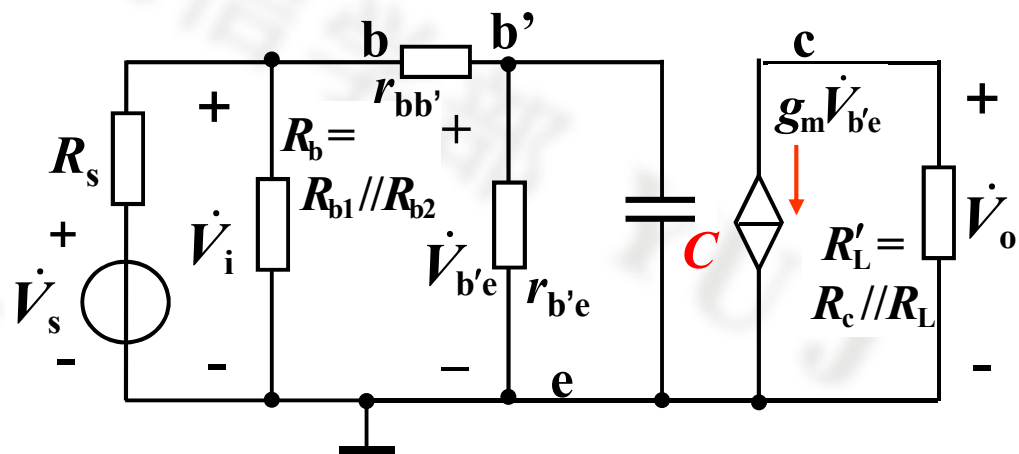 b
b'
c
r_bb'
R_s
+
V̇_s
-
+
V̇_i
-
R_b =
R_b1 // R_b2
+
V̇_b'e
–
r_b'e
C
g_m V̇_b'e
R'_L =
R_c // R_L
+
V̇_o
-
e